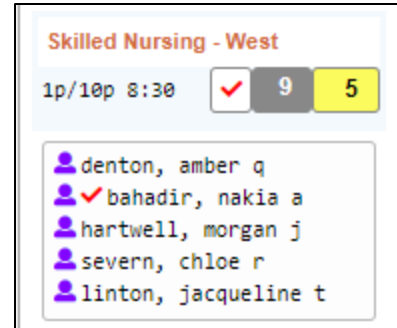 Skilled Nursing - West
1p/10p 8:30 9 5
denton, amber q
bahadir, nakia a
hartwell, morgan j
severn, chloe r
linton, jacqueline t